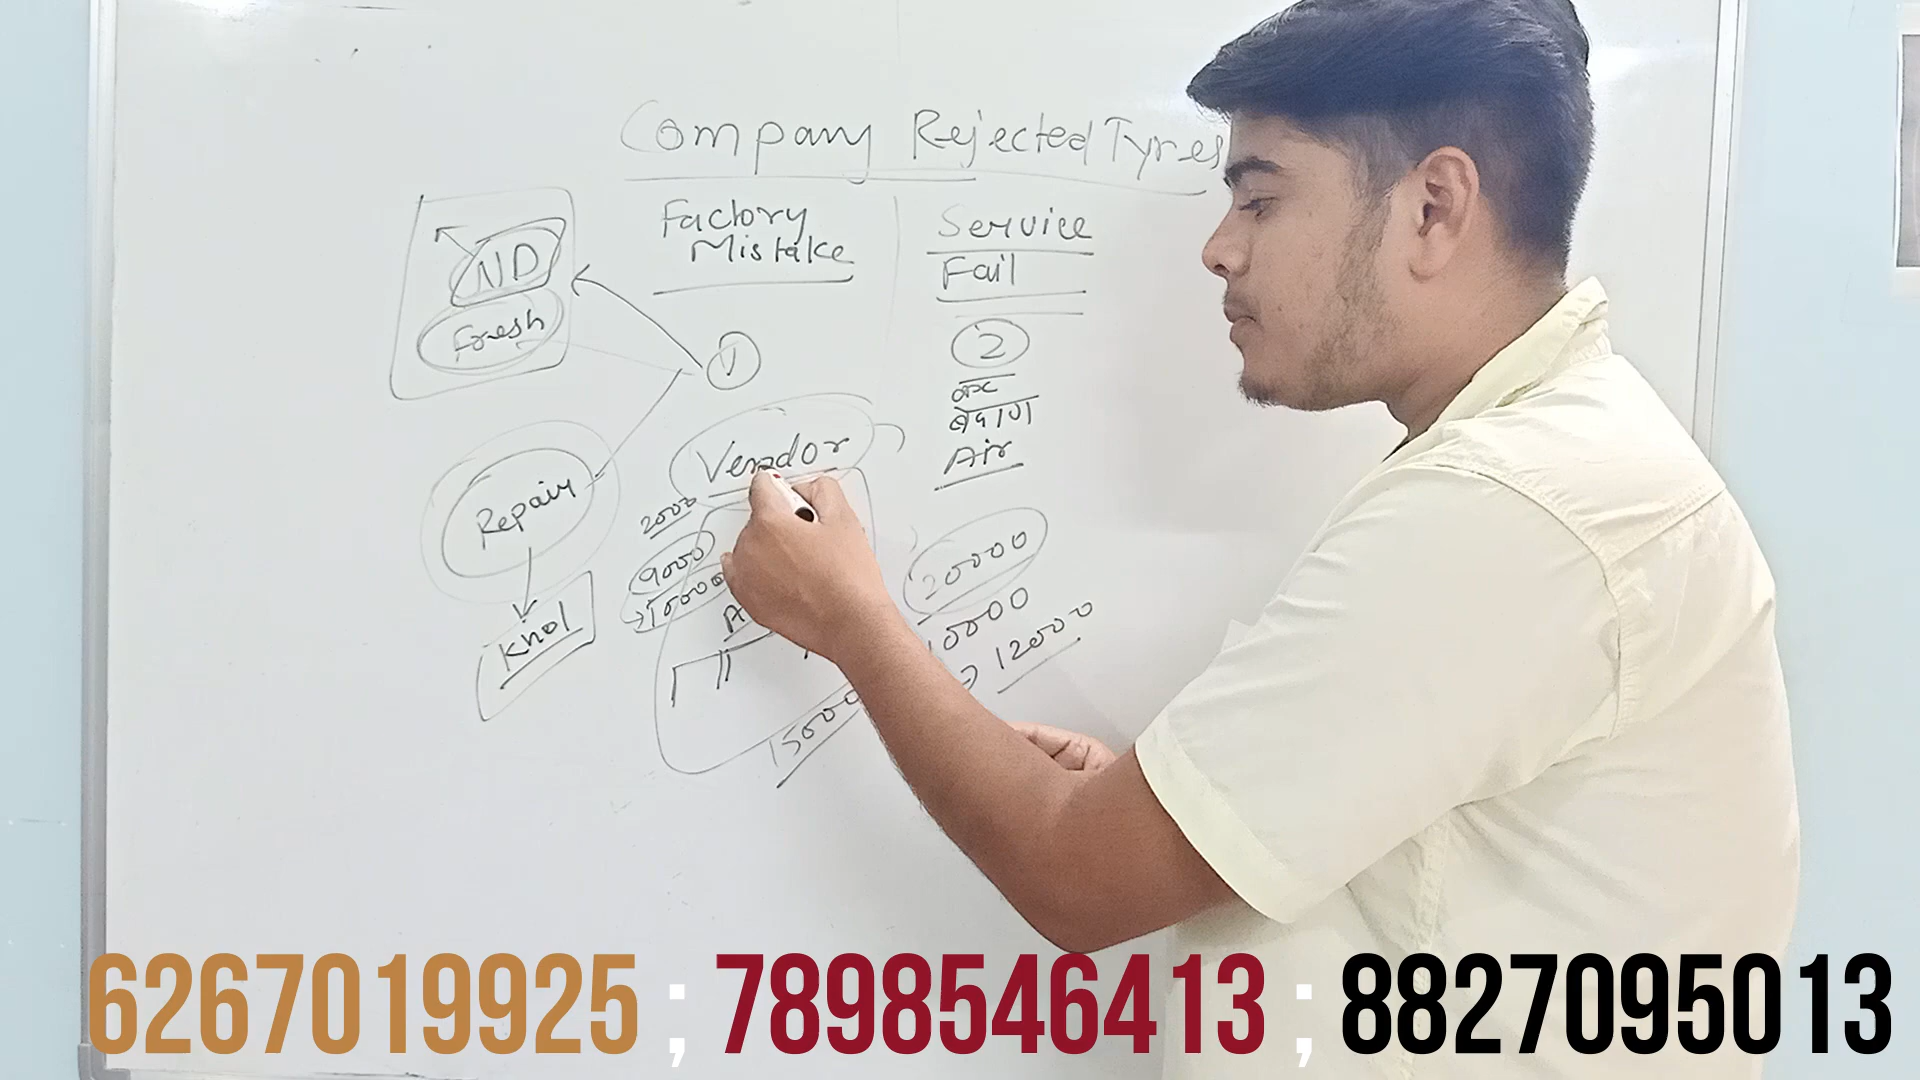 Company Rejected Tyres
Factory
Mistake
Service
Fail
ND
Fresh
1
2
Air
Vendor
Repair
Khol
2000
9000
15000
20000
10000
12000
15000
6267019925 ; 7898546413 ; 8827095013